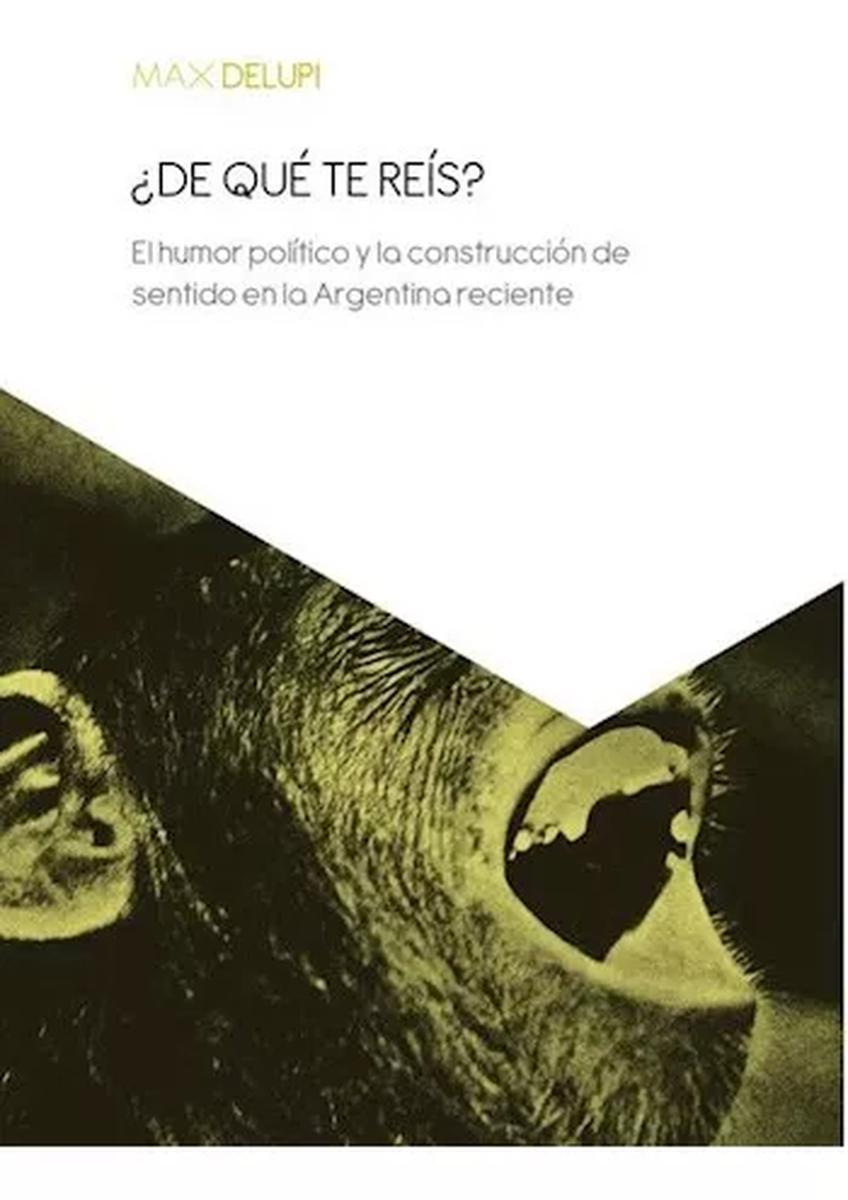 MAX DELUPI
¿DE QUÉ TE REÍS?
El humor político y la construcción de
sentido en la Argentina reciente